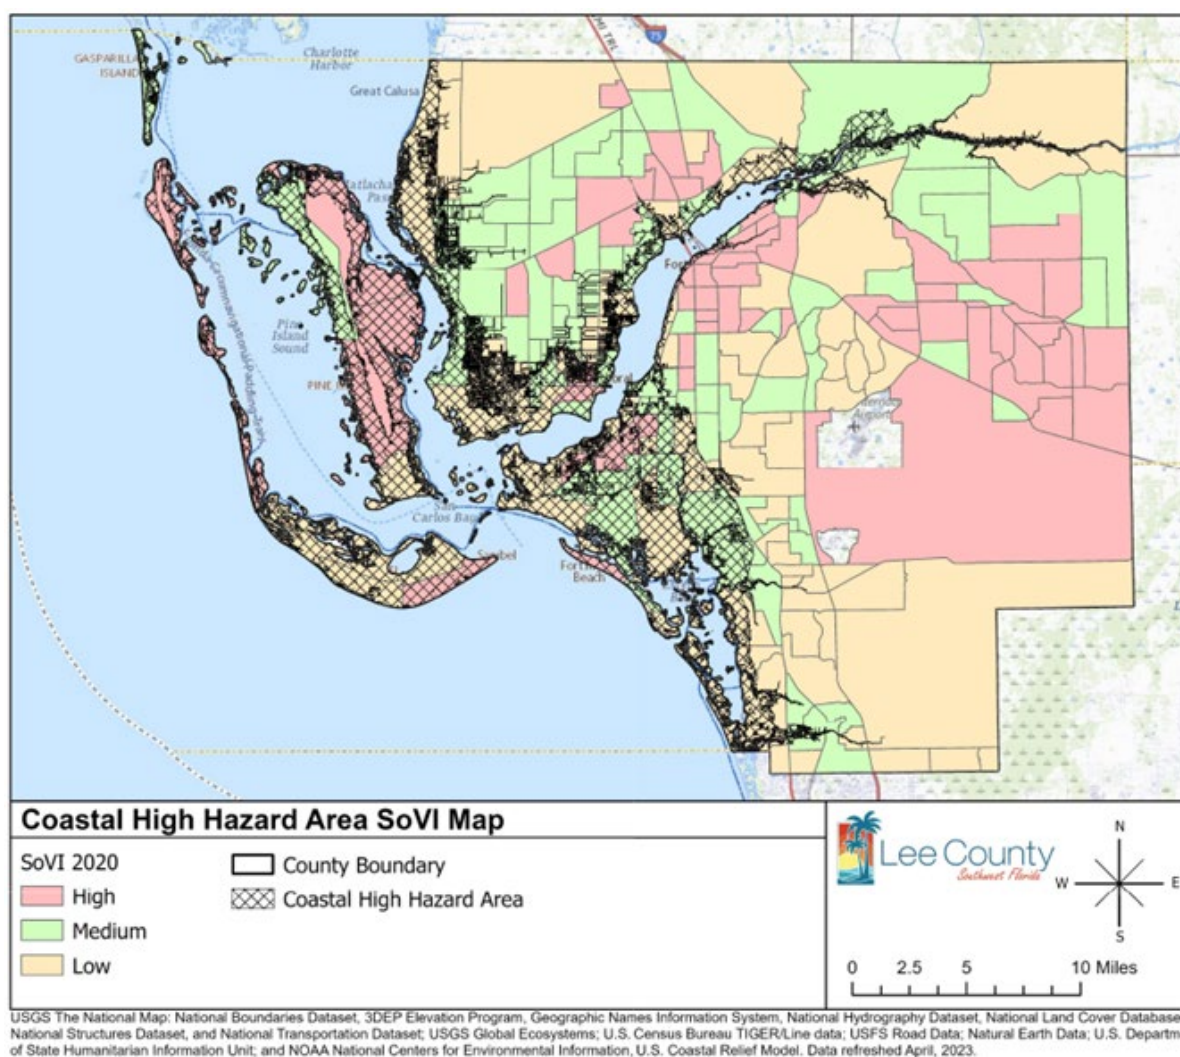 MI TRL
75
GASPARILLA
ISLAND
Charlotte
Harbor
Great Calusa
Pine
Island
Sound
PINE
San
Carlos Bay
Beach
Airport
Coastal High Hazard Area SoVI Map
SoVI 2020
High
Medium
Low
County Boundary
Coastal High Hazard Area
Lee County
Southwest Florida
N
W
E
S
0 2.5 5 10 Miles
USGS The National Map: National Boundaries Dataset, 3DEP Elevation Program, Geographic Names Information System, National Hydrography Dataset, National Land Cover Database
National Structures Dataset, and National Transportation Dataset; USGS Global Ecosystems; U.S. Census Bureau TIGER/Line data; USFS Road Data; Natural Earth Data; U.S. Departm
of State Humanitarian Information Unit; and NOAA National Centers for Environmental Information, U.S. Coastal Relief Model. Data refreshed April, 2023.